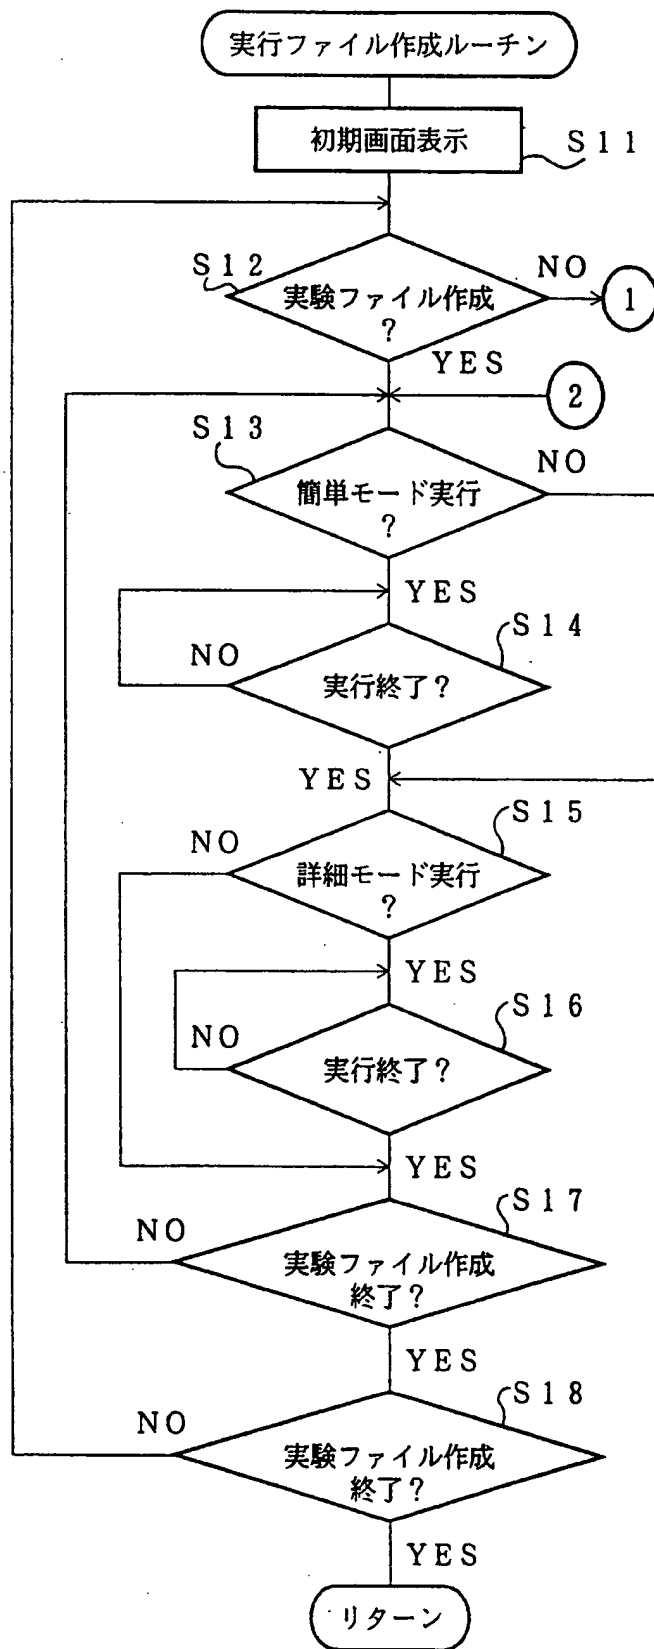 実行ファイル作成ルーチン
初期画面表示
S11
S12
実験ファイル作成
?
NO
1
YES
2
S13
簡単モード実行
?
NO
YES
S14
実行終了?
NO
YES
S15
詳細モード実行
?
NO
YES
S16
実行終了?
NO
YES
S17
実験ファイル作成
終了?
NO
YES
S18
実験ファイル作成
終了?
NO
YES
リターン